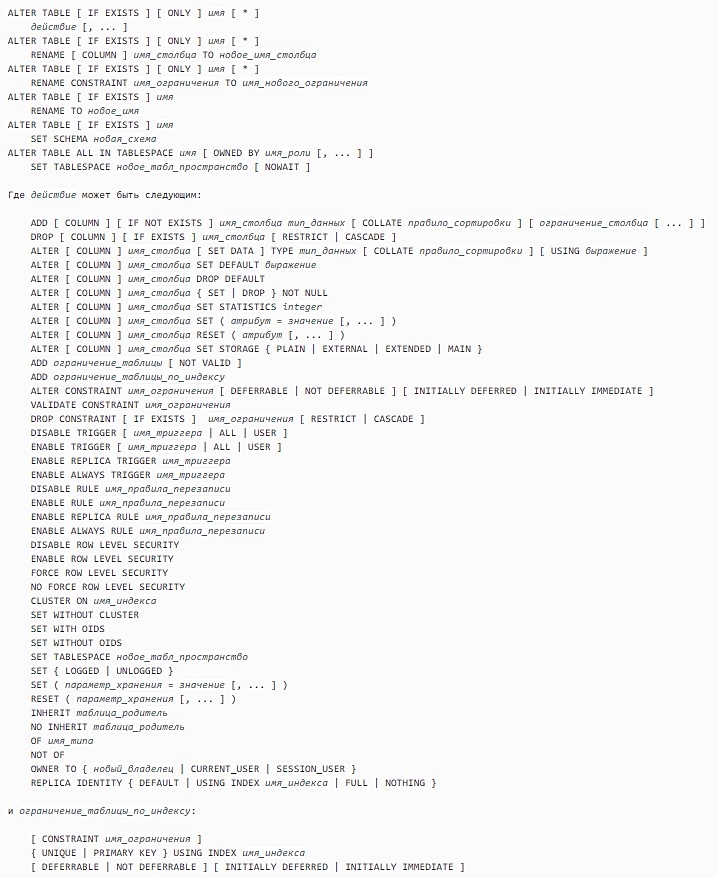 ALTER TABLE [ IF EXISTS ] [ ONLY ] имя [ * ]
действие [, ... ]
ALTER TABLE [ IF EXISTS ] [ ONLY ] имя [ * ]
RENAME [ COLUMN ] имя_столбца TO новое_имя_столбца
ALTER TABLE [ IF EXISTS ] [ ONLY ] имя [ * ]
RENAME CONSTRAINT имя_ограничения TO имя_нового_ограничения
ALTER TABLE [ IF EXISTS ] имя
RENAME TO новое_имя
ALTER TABLE [ IF EXISTS ] имя
SET SCHEMA новая_схема
ALTER TABLE ALL IN TABLESPACE имя [ OWNED BY имя_роли [, ... ] ]
SET TABLESPACE новое_табл_пространство [ NOWAIT ]
Где действие может быть следующим:
ADD [ COLUMN ] [ IF NOT EXISTS ] имя_столбца тип_данных [ COLLATE правило_сортировки ] [ ограничение_столбца [ ... ] ]
DROP [ COLUMN ] [ IF EXISTS ] имя_столбца [ RESTRICT | CASCADE ]
ALTER [ COLUMN ] имя_столбца [ SET DATA ] TYPE тип_данных [ COLLATE правило_сортировки ] [ USING выражение ]
ALTER [ COLUMN ] имя_столбца SET DEFAULT выражение
ALTER [ COLUMN ] имя_столбца DROP DEFAULT
ALTER [ COLUMN ] имя_столбца { SET | DROP } NOT NULL
ALTER [ COLUMN ] имя_столбца SET STATISTICS integer
ALTER [ COLUMN ] имя_столбца SET ( атрибут = значение [, ... ] )
ALTER [ COLUMN ] имя_столбца RESET ( атрибут [, ... ] )
ALTER [ COLUMN ] имя_столбца SET STORAGE { PLAIN | EXTERNAL | EXTENDED | MAIN }
ADD ограничение_таблицы [ NOT VALID ]
ADD ограничение_таблицы_по_индексу
ALTER CONSTRAINT имя_ограничения [ DEFERRABLE | NOT DEFERRABLE ] [ INITIALLY DEFERRED | INITIALLY IMMEDIATE ]
VALIDATE CONSTRAINT имя_ограничения
DROP CONSTRAINT [ IF EXISTS ]  имя_ограничения [ RESTRICT | CASCADE ]
DISABLE TRIGGER [ имя_триггера | ALL | USER ]
ENABLE TRIGGER [ имя_триггера | ALL | USER ]
ENABLE REPLICA TRIGGER имя_триггера
ENABLE ALWAYS TRIGGER имя_триггера
DISABLE RULE имя_правила_перезаписи
ENABLE RULE имя_правила_перезаписи
ENABLE REPLICA RULE имя_правила_перезаписи
ENABLE ALWAYS RULE имя_правила_перезаписи
DISABLE ROW LEVEL SECURITY
ENABLE ROW LEVEL SECURITY
FORCE ROW LEVEL SECURITY
NO FORCE ROW LEVEL SECURITY
CLUSTER ON имя_индекса
SET WITHOUT CLUSTER
SET WITH OIDS
SET WITHOUT OIDS
SET TABLESPACE новое_табл_пространство
SET { LOGGED | UNLOGGED }
SET ( параметр_хранения = значение [, ... ] )
RESET ( параметр_хранения [, ... ] )
INHERIT таблица_родитель
NO INHERIT таблица_родитель
OF имя_типа
NOT OF
OWNER TO { новый_владелец | CURRENT_USER | SESSION_USER }
REPLICA IDENTITY { DEFAULT | USING INDEX имя_индекса | FULL | NOTHING }
и ограничение_таблицы_по_индексу:
[ CONSTRAINT имя_ограничения ]
{ UNIQUE | PRIMARY KEY } USING INDEX имя_индекса
[ DEFERRABLE | NOT DEFERRABLE ] [ INITIALLY DEFERRED | INITIALLY IMMEDIATE ]